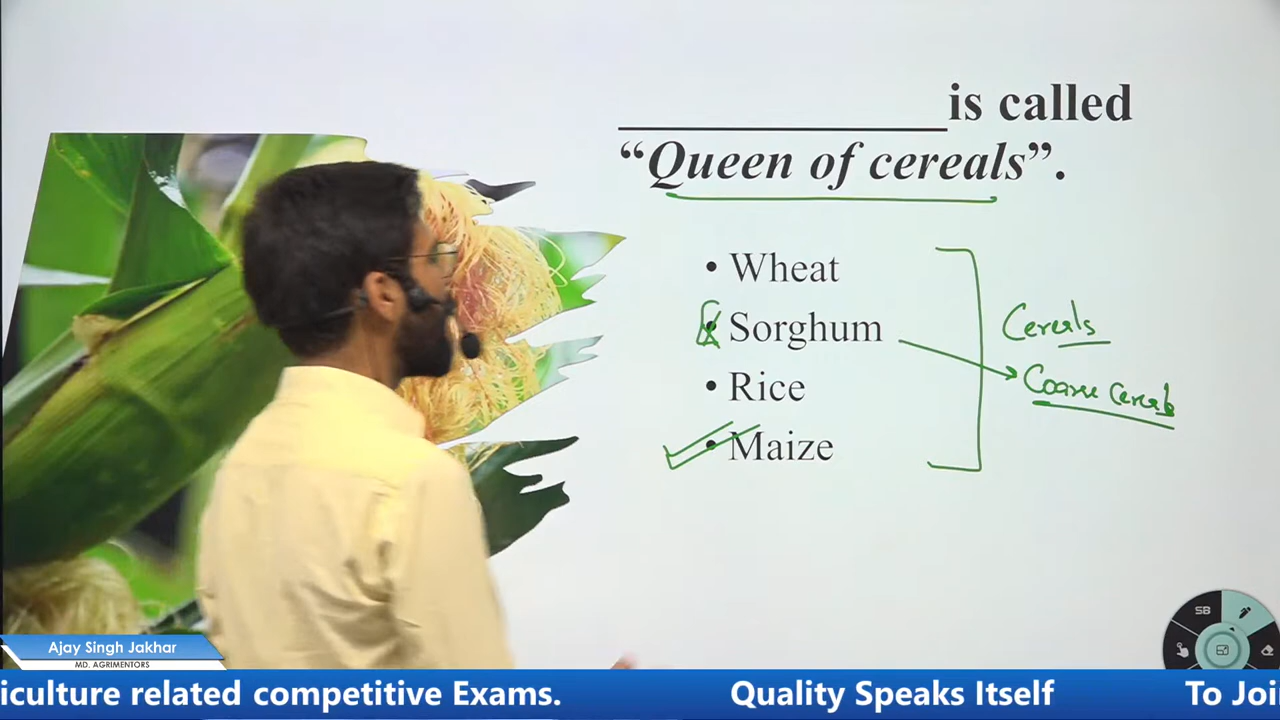 is called
“Queen of cereals”.
• Wheat
• Sorghum
• Rice
• Maize
Cereals
Coarse Cereals
SB
Ajay Singh Jakhar
MD. AGRIMENTORS
iculture related competitive Exams.
Quality Speaks Itself
To Joi